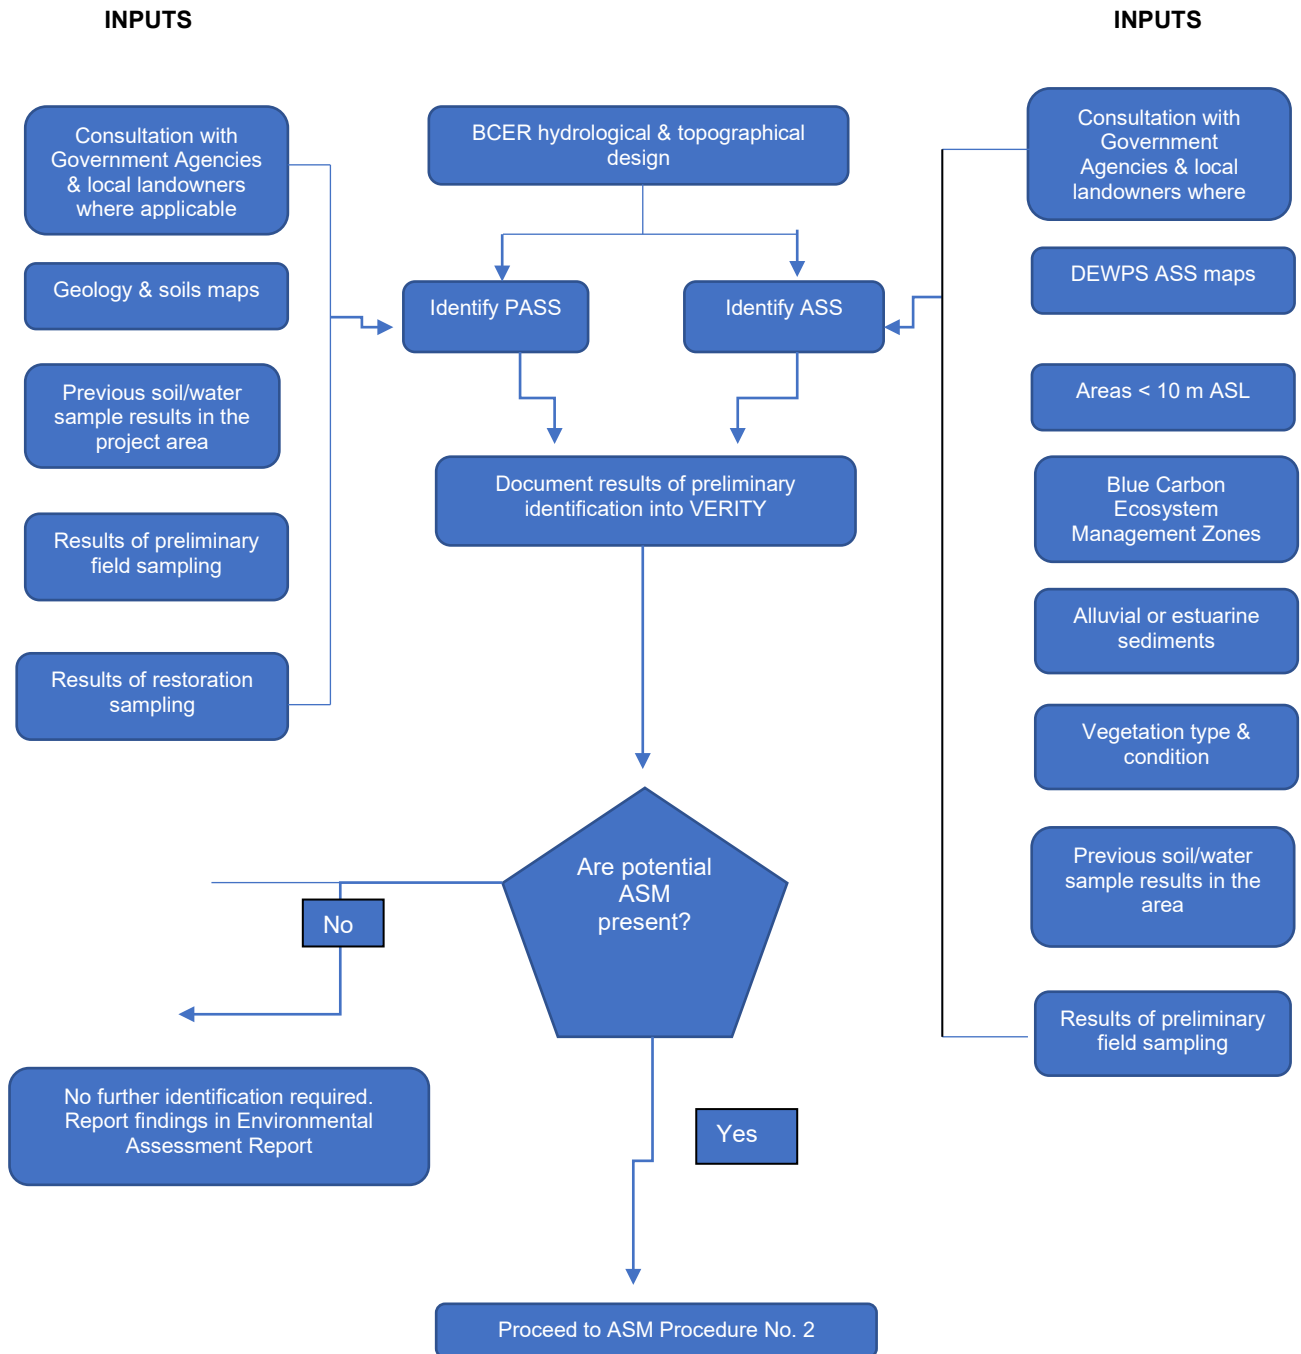 INPUTS
INPUTS
Consultation with
Government Agencies
& local landowners
where applicable
BCER hydrological & topographical
design
Consultation with
Government
Agencies & local
landowners where
Geology & soils maps
Identify PASS
Identify ASS
DEWPS ASS maps
Previous soil/water
sample results in the
project area
Areas < 10 m ASL
Document results of preliminary
identification into VERITY
Blue Carbon
Ecosystem
Management Zones
Results of preliminary
field sampling
Alluvial or estuarine
sediments
Results of restoration
sampling
Vegetation type &
condition
Are potential
ASM
present?
Previous soil/water
sample results in the
area
No
Results of preliminary
field sampling
No further identification required.
Report findings in Environmental
Assessment Report
Yes
Proceed to ASM Procedure No. 2